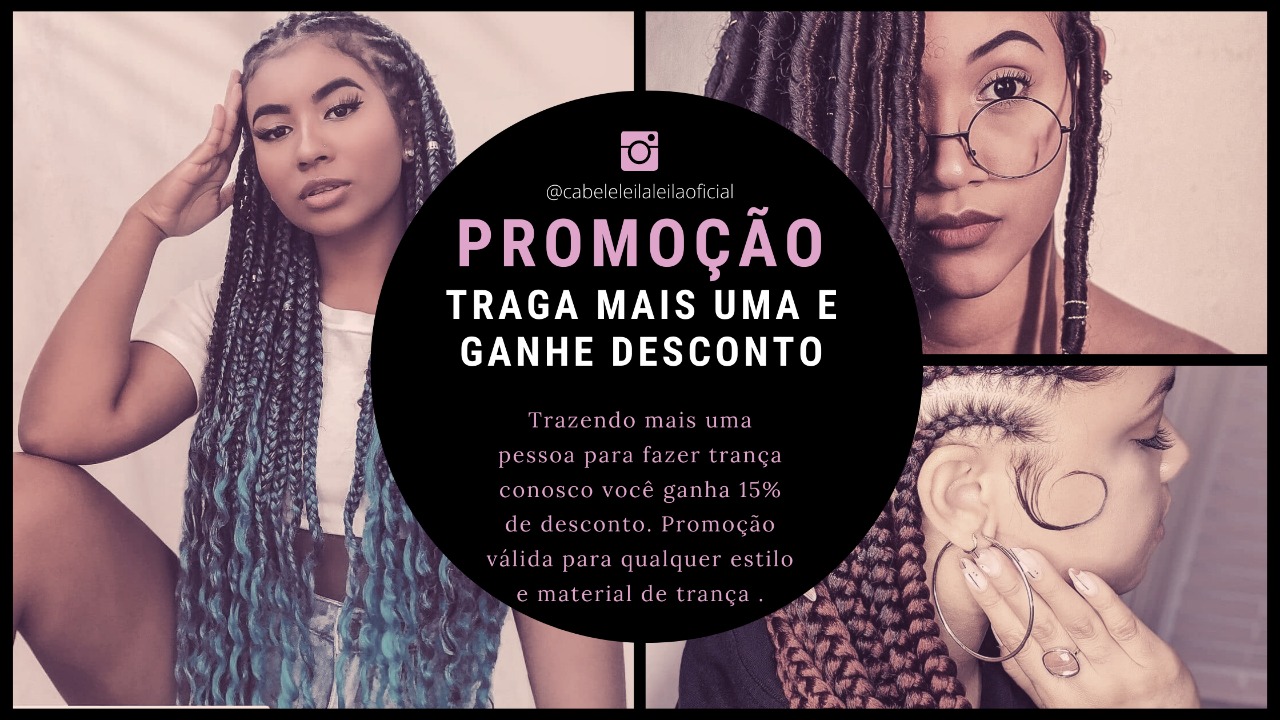 @cabeleleilaleilaoficial
PROMOÇÃO
TRAGA MAIS UMA E
GANHE DESCONTO
Trazendo mais uma
pessoa para fazer trança
conosco você ganha 15%
de desconto. Promoção
válida para qualquer estilo
e material de trança .